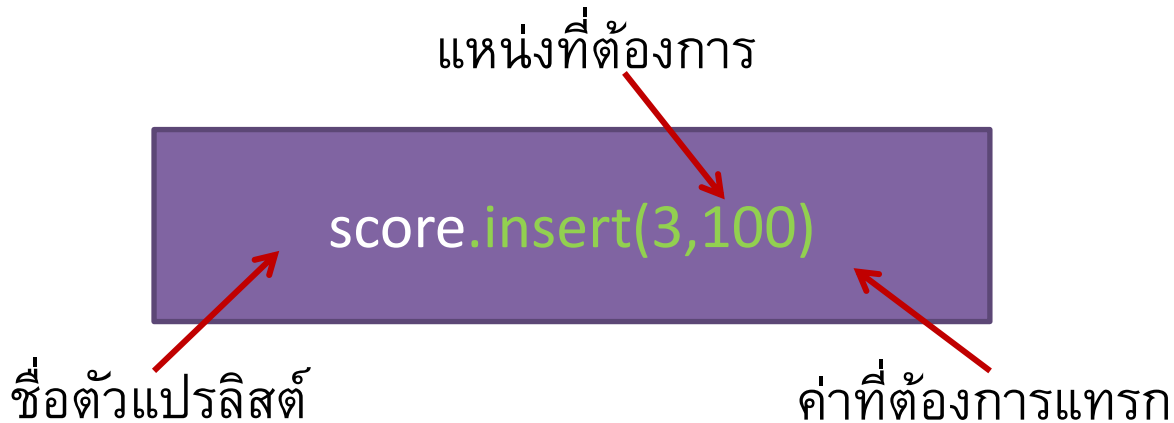 แหน่งที่ต้องการ
score.insert(3,100)
ชื่อตัวแปรลิสต์
ค่าที่ต้องการแทรก